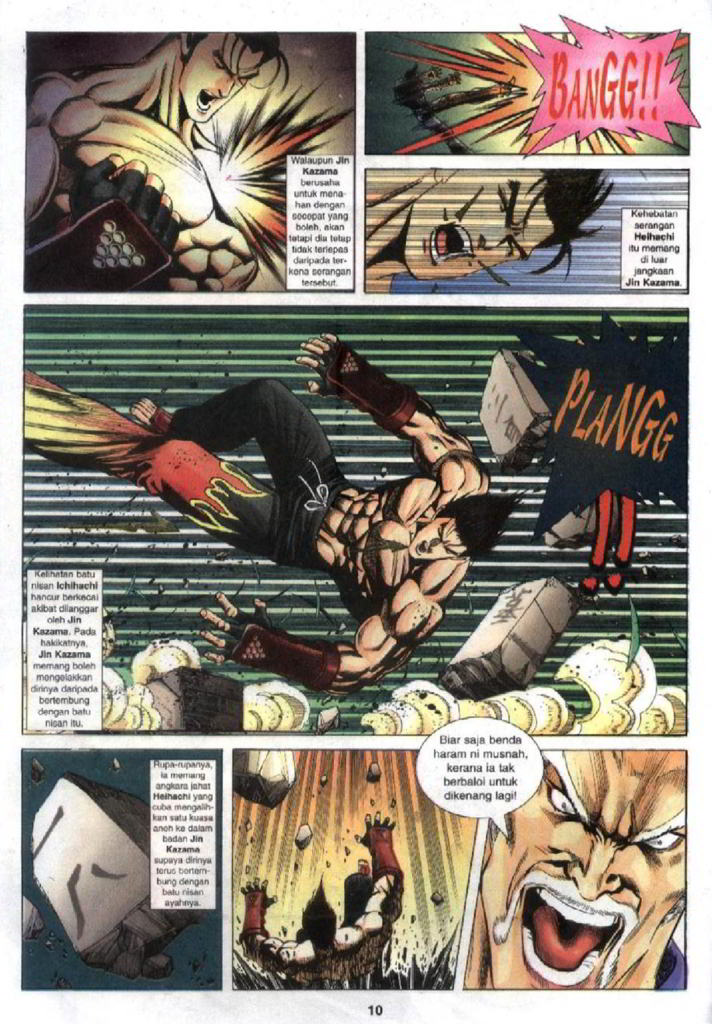 Walaupun Jin
Kazama
berusaha
untuk mena-
han dengan
secepat yang
boleh, akan
tetapi dia tetap
tidak terlepas
daripada ter-
kena serangan
tersebut.
BANGG!!
Kehebatan
serangan
Heihachi
itu memang
di luar
jangkaan
Jin Kazama.
PLANGG
!!
Kelihatan batu
nisan Ichihachi
hancur berkecai
akibat dilanggar
oleh Jin
Kazama. Pada
hakikatnya,
Jin Kazama
memang boleh
mengelakkan
dirinya daripada
bertembung
dengan batu
nisan itu.
Rupa-rupanya,
ia memang
angkara jahat
Heihachi yang
cuba mengalih-
kan satu kuasa
aneh ke dalam
badan Jin
Kazama
supaya dirinya
terus bertem-
bung dengan
batu nisan
ayahnya.
一
八
Biar saja benda
haram ni musnah,
kerana ia tak
berbaloi untuk
dikenang lagi!
10